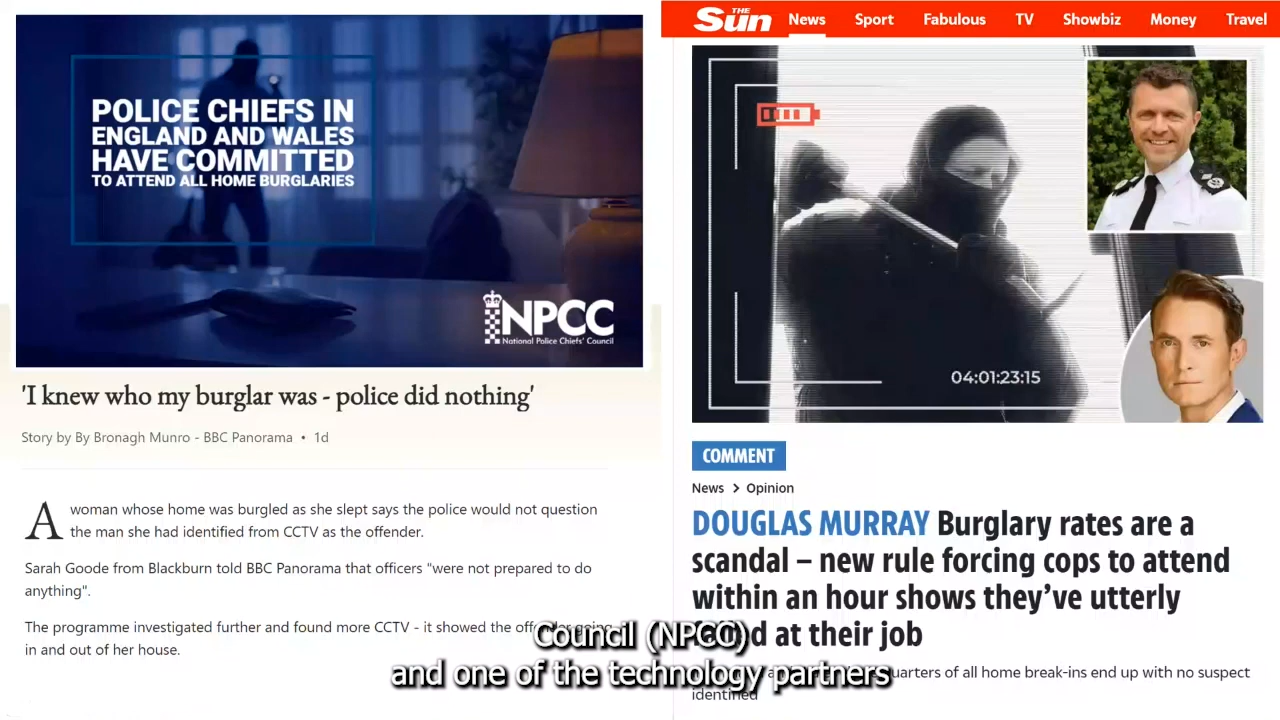 POLICE CHIEFS IN
ENGLAND AND WALES
HAVE COMMITTED
TO ATTEND ALL HOME BURGLARIES
NPCC
National Police Chiefs' Council
'I knew who my burglar was - police did nothing'
Story by By Bronagh Munro - BBC Panorama • 1d
A woman whose home was burgled as she slept says the police would not question
the man she had identified from CCTV as the offender.
Sarah Goode from Blackburn told BBC Panorama that officers "were not prepared to do
anything".
The programme investigated further and found more CCTV - it showed the offender going
in and out of her house.
THE Sun News Sport Fabulous TV Showbiz Money Travel
04:01:23:15
COMMENT
News > Opinion
DOUGLAS MURRAY Burglary rates are a
scandal – new rule forcing cops to attend
within an hour shows they've utterly
failed at their job
quarters of all home break-ins end up with no suspect
identified
Council (NPCC)
and one of the technology partners